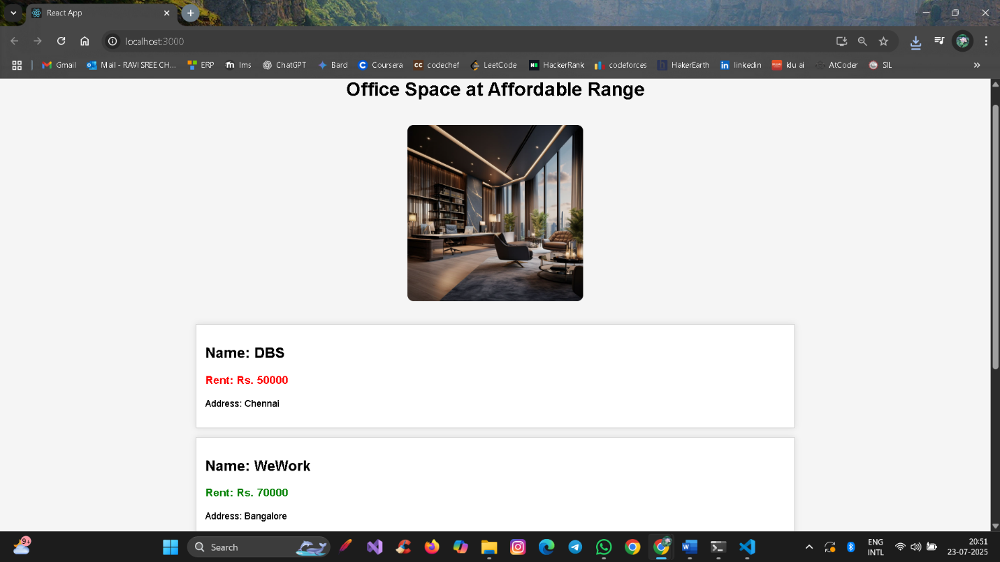 React App
localhost:3000
Gmail
Mail - RAVI SREE CH...
ERP
lms
ChatGPT
Bard
Coursera
codechef
LeetCode
HackerRank
codeforces
HakerEarth
linkedin
klu ai
AtCoder
SIL
Office Space at Affordable Range
Name: DBS
Rent: Rs. 50000
Address: Chennai
Name: WeWork
Rent: Rs. 70000
Address: Bangalore
9+
Search
ENG
INTL
20:51
23-07-2025